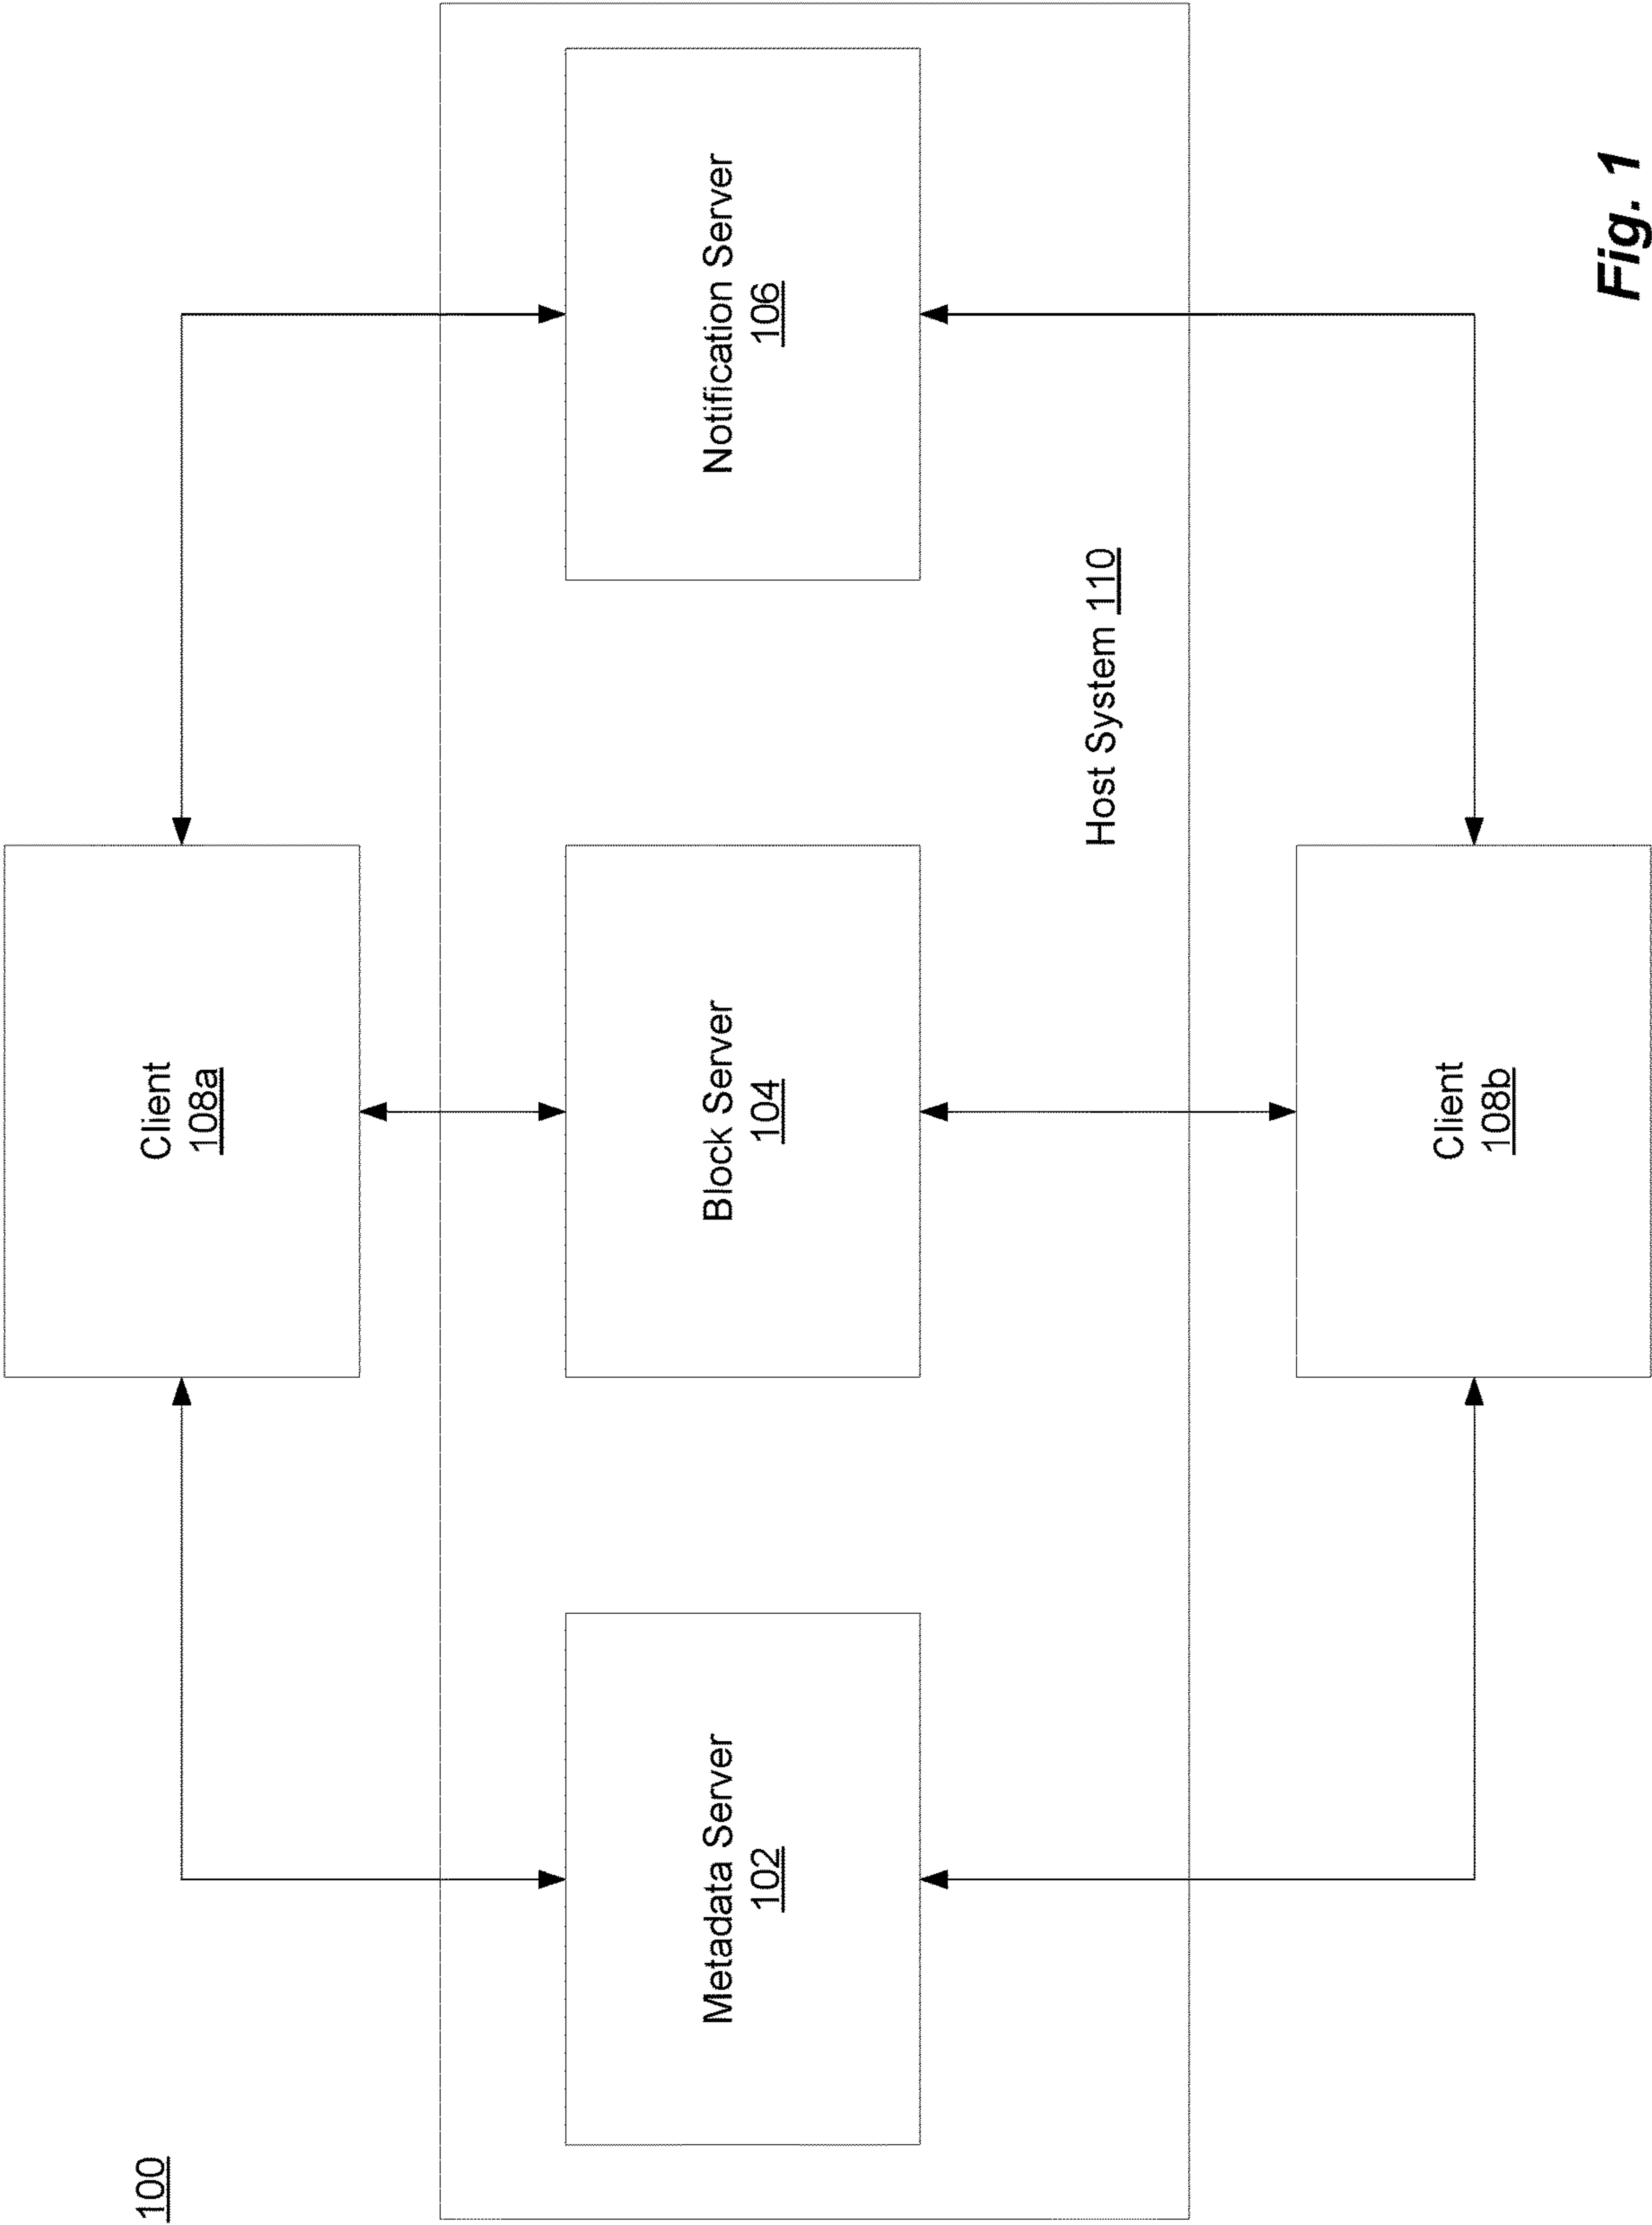 100
Client
108a
Metadata Server
102
Block Server
104
Notification Server
106
Host System 110
Client
108b
Fig. 1